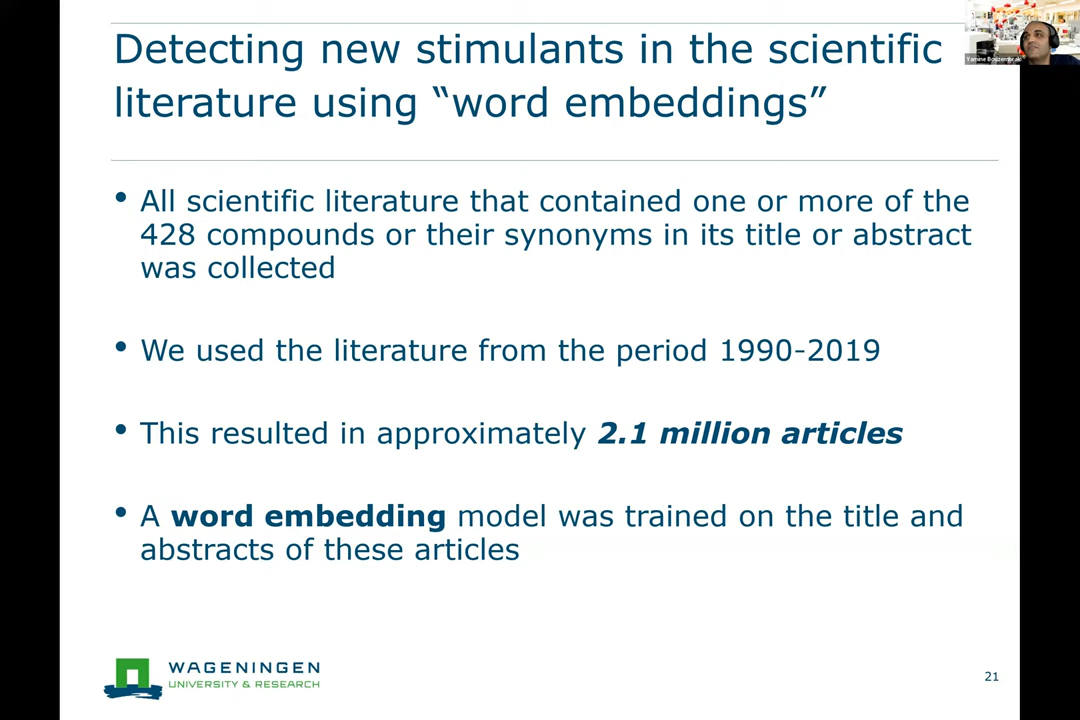 Detecting new stimulants in the scientific
literature using “word embeddings”
• All scientific literature that contained one or more of the
428 compounds or their synonyms in its title or abstract
was collected
• We used the literature from the period 1990-2019
• This resulted in approximately 2.1 million articles
• A word embedding model was trained on the title and
abstracts of these articles
WAGENINGEN
UNIVERSITY & RESEARCH
21